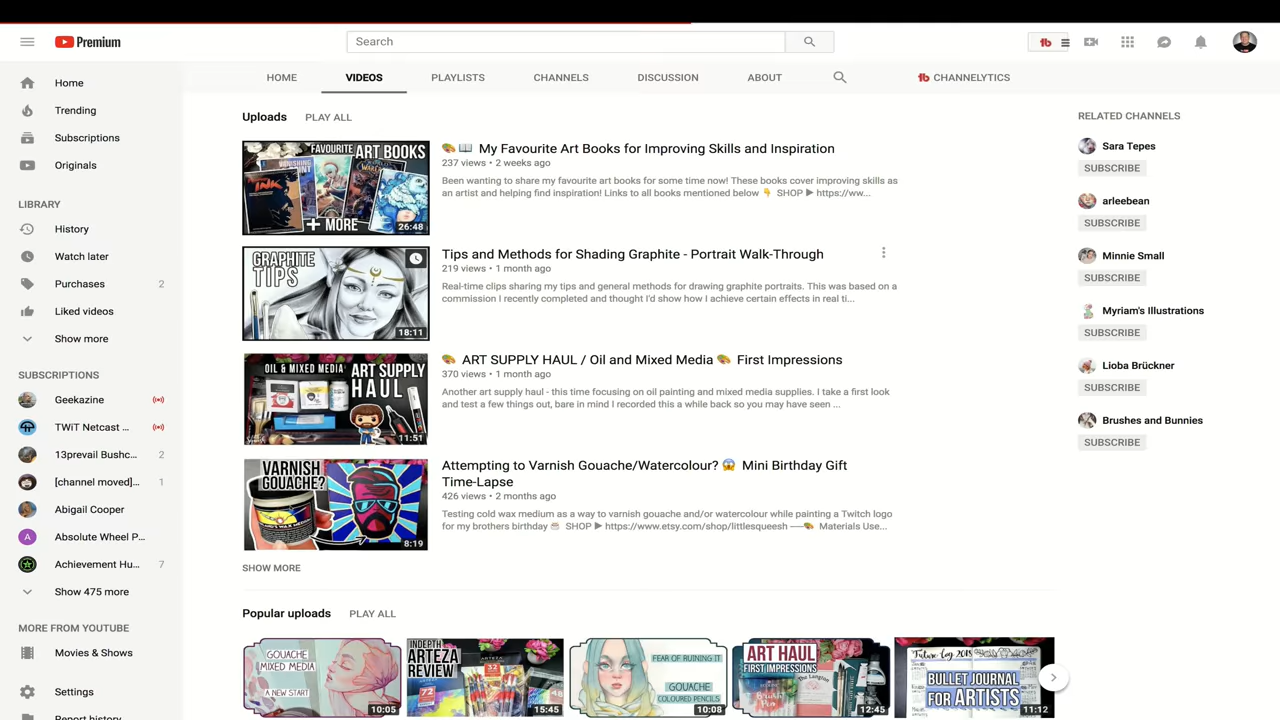 Premium
Search
HOME
VIDEOS
PLAYLISTS
CHANNELS
DISCUSSION
ABOUT
tb CHANNELYTICS
Home
Trending
Subscriptions
Originals
LIBRARY
History
Watch later
Purchases 2
Liked videos
Show more
SUBSCRIPTIONS
Geekazine
TWiT Netcast ...
13prevail Bushc... 2
[channel moved]... 1
Abigail Cooper
A Absolute Wheel P...
Achievement Hu... 7
Show 475 more
MORE FROM YOUTUBE
Movies & Shows
Settings
Report history
Uploads PLAY ALL
FAVOURITE ART BOOKS
INK
+ MORE
26:48
🎨📖 My Favourite Art Books for Improving Skills and Inspiration
237 views • 2 weeks ago
Been wanting to share my favourite art books for some time now! These books cover improving skills as
an artist and helping find inspiration! Links to all books mentioned below 👇 SHOP ▶ https://ww...
GRAPHITE
TIPS
18:11
Tips and Methods for Shading Graphite - Portrait Walk-Through
219 views • 1 month ago
Real-time clips sharing my tips and general methods for drawing graphite portraits. This was based on a
commission I recently completed and thought I'd show how I achieve certain effects in real ti...
OIL & MIXED MEDIA
ART SUPPLY
HAUL
11:51
🎨 ART SUPPLY HAUL / Oil and Mixed Media 🎨 First Impressions
370 views • 1 month ago
Another art supply haul - this time focusing on oil painting and mixed media supplies. I take a first look
and test a few things out, bare in mind I recorded this a while back so you may have seen ...
VARNISH
GOUACHE?
8:19
Attempting to Varnish Gouache/Watercolour? 😱 Mini Birthday Gift
Time-Lapse
426 views • 2 months ago
Testing cold wax medium as a way to varnish gouache and/or watercolour while painting a Twitch logo
for my brothers birthday 🎂 SHOP ▶ https://www.etsy.com/shop/littlesqueesh ----🎨 Materials Use...
SHOW MORE
Popular uploads PLAY ALL
GOUACHE
MIXED MEDIA
A NEW START
10:05
INDEPTH
ARTEZA
REVIEW
72
32
15:45
FEAR OF RUINING IT
GOUACHE
COLOURED PENCILS
10:08
ART HAUL
FIRST IMPRESSIONS
12:45
Future Log 2018
BULLET JOURNAL
FOR ARTISTS
11:12
RELATED CHANNELS
Sara Tepes
SUBSCRIBE
arleebean
SUBSCRIBE
Minnie Small
SUBSCRIBE
Myriam's Illustrations
SUBSCRIBE
Lioba Brückner
SUBSCRIBE
Brushes and Bunnies
SUBSCRIBE